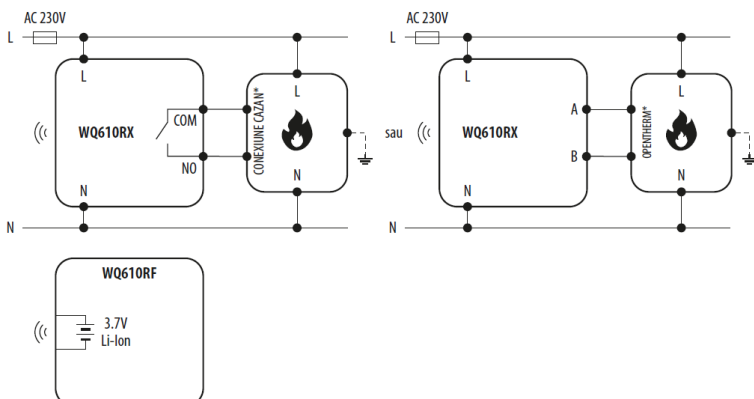 AC 230V
L
L
WQ610RX
COM
NO
N
CONEXIUNE CAZAN*
L
N
N
sau
AC 230V
L
L
WQ610RX
A
B
N
OPENTHERM*
L
N
N
WQ610RF
3.7V
Li-Ion